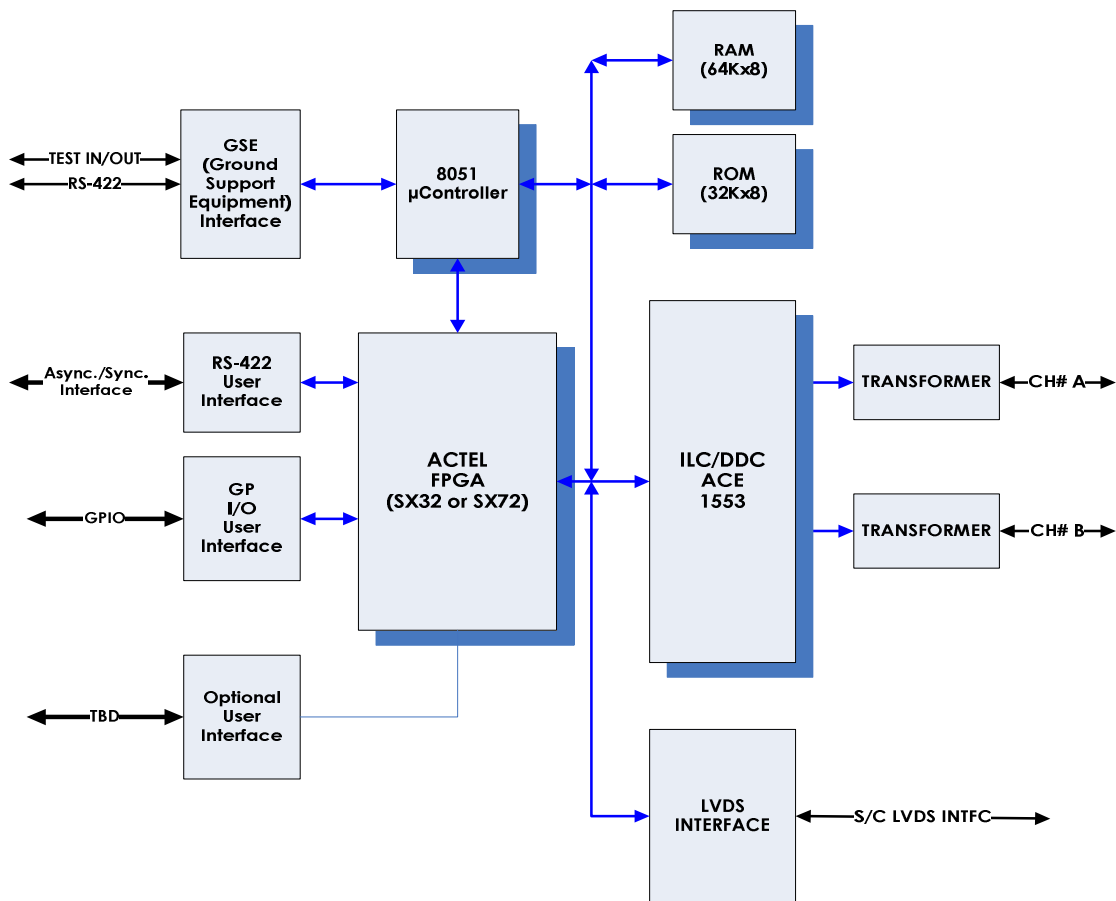 RAM
(64Kx8)
GSE
(Ground
Support
Equipment)
Interface
TEST IN/OUT
RS-422
8051
µController
ROM
(32Kx8)
RS-422
User
Interface
Async./Sync.
Interface
ACTEL
FPGA
(SX32 or SX72)
ILC/DDC
ACE
1553
TRANSFORMER
CH# A
GP
I/O
User
Interface
GPIO
TRANSFORMER
CH# B
Optional
User
Interface
TBD
LVDS
INTERFACE
S/C LVDS INTFC